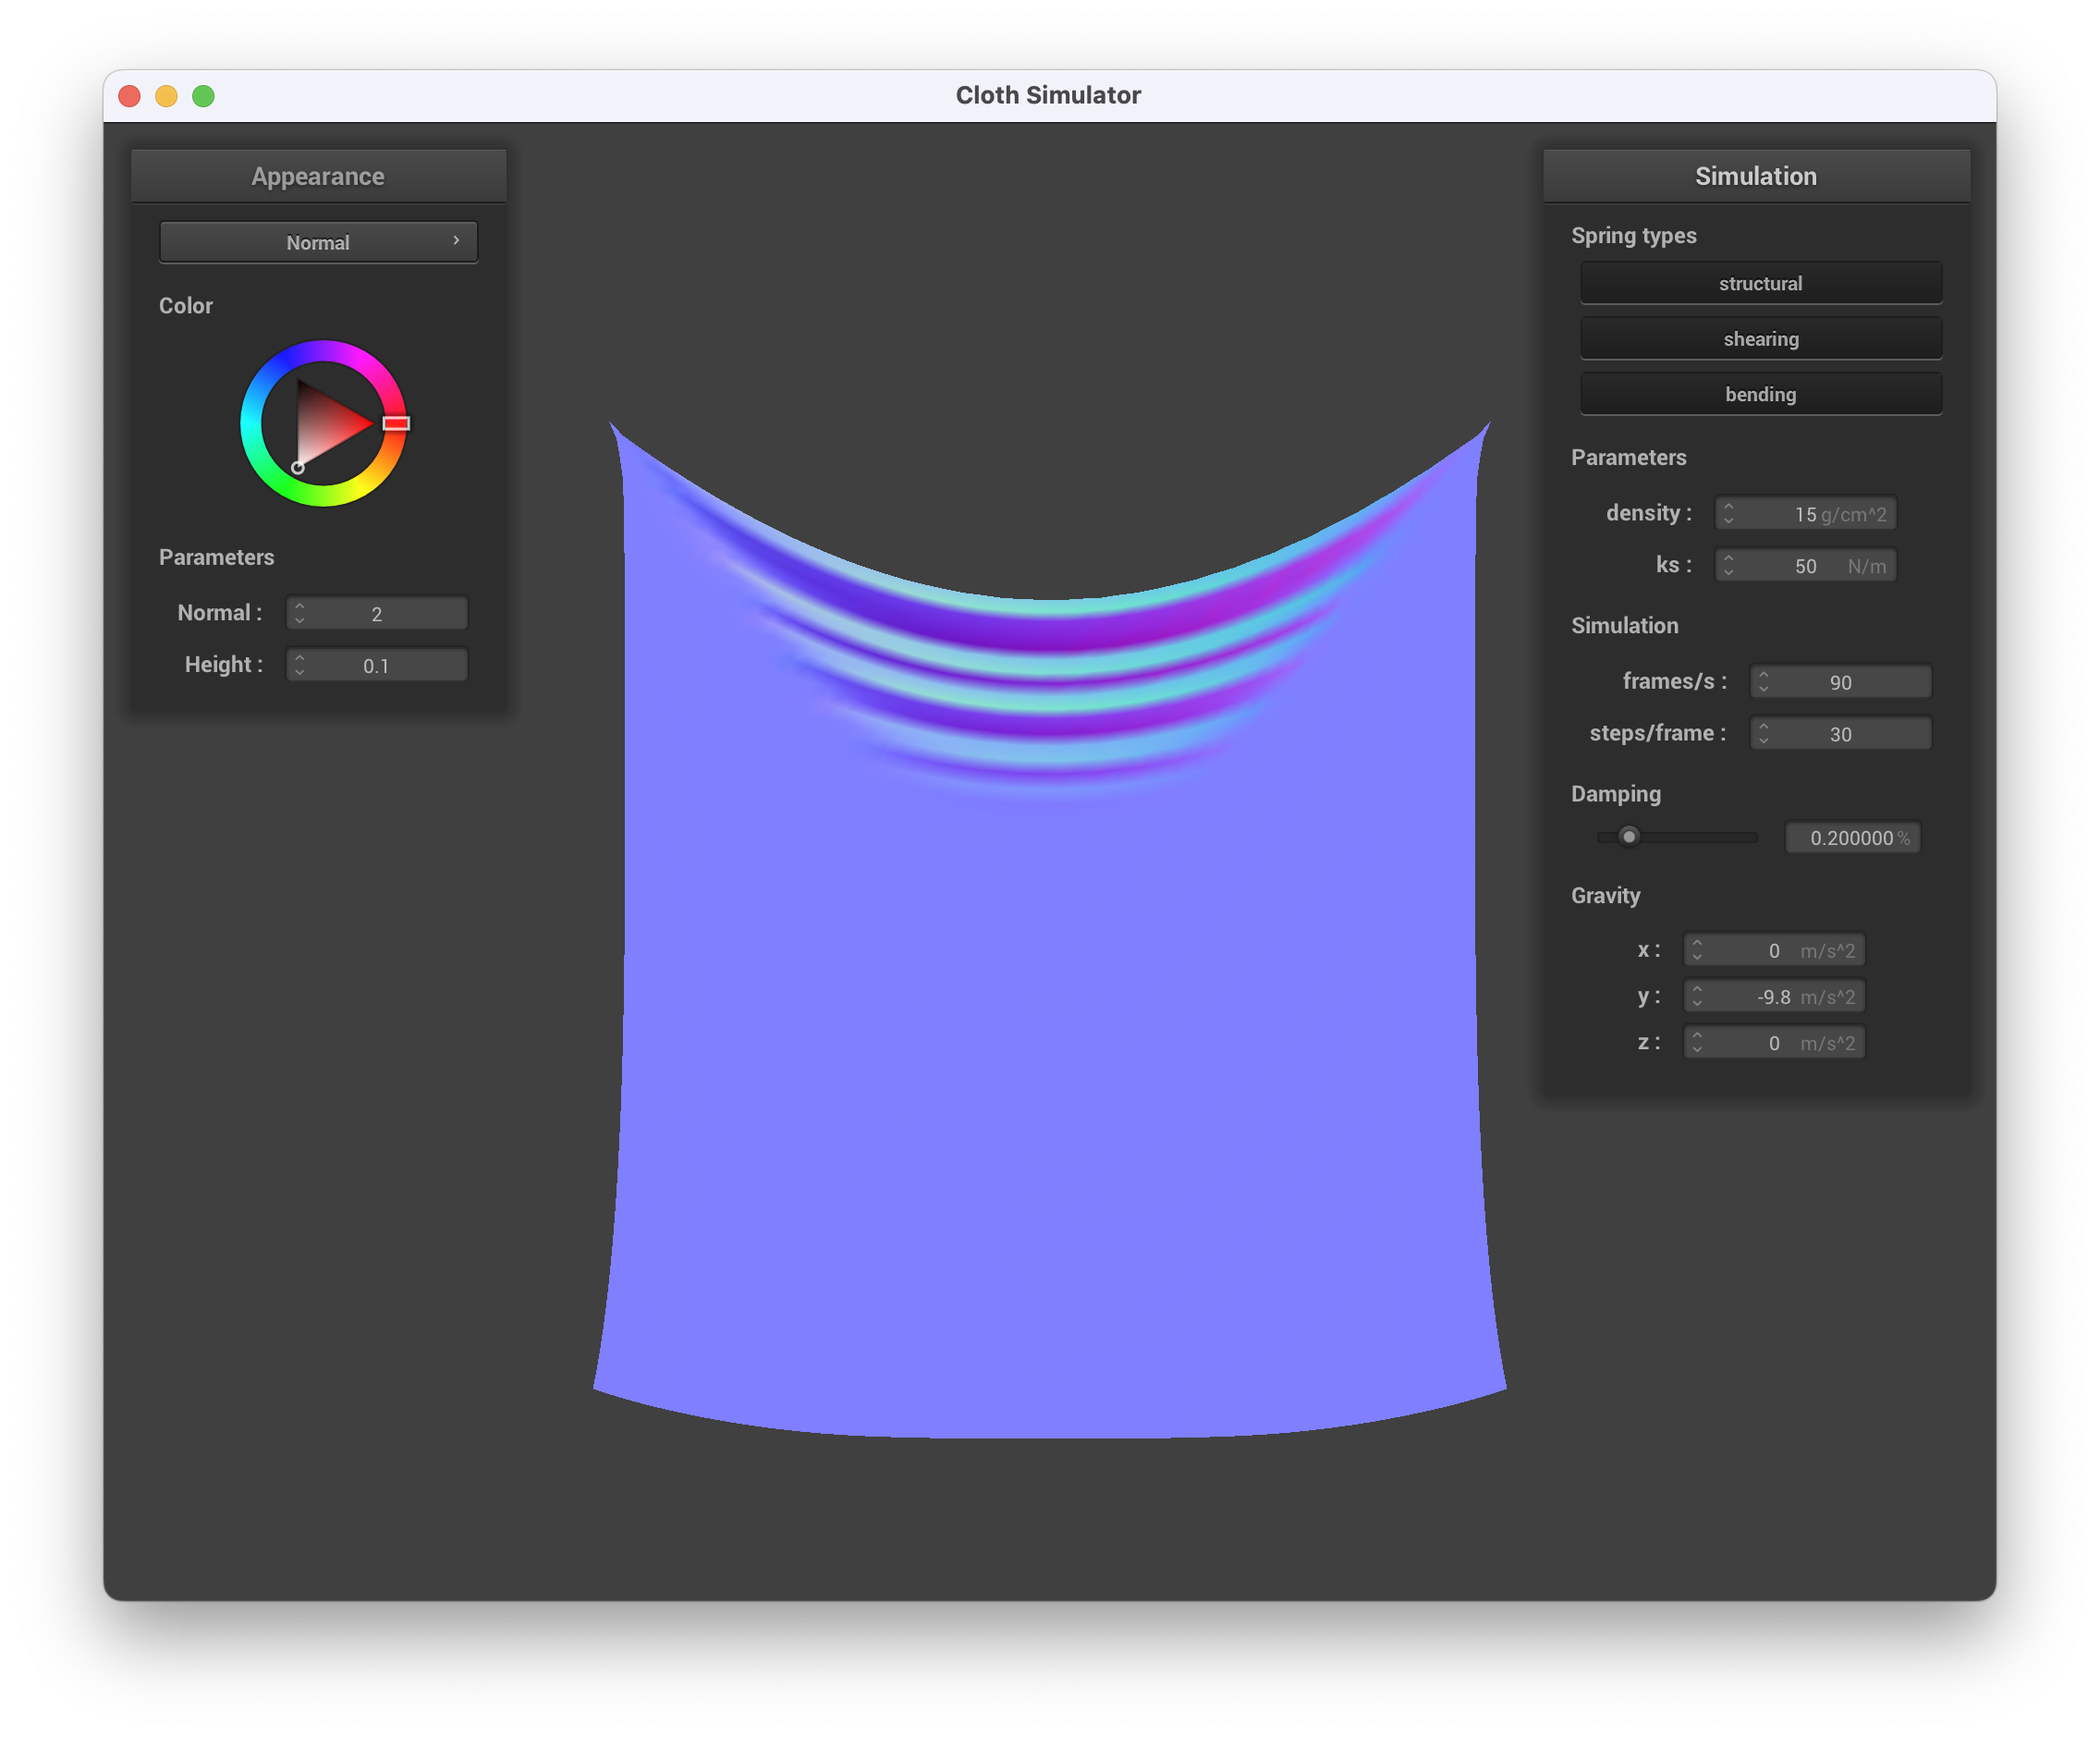 Cloth Simulator
Appearance
Normal
Color
Parameters
Normal : 2
Height : 0.1
Simulation
Spring types
structural
shearing
bending
Parameters
density : 15 g/cm^2
ks : 50 N/m
Simulation
frames/s : 90
steps/frame : 30
Damping
0.200000 %
Gravity
x : 0 m/s^2
y : -9.8 m/s^2
z : 0 m/s^2